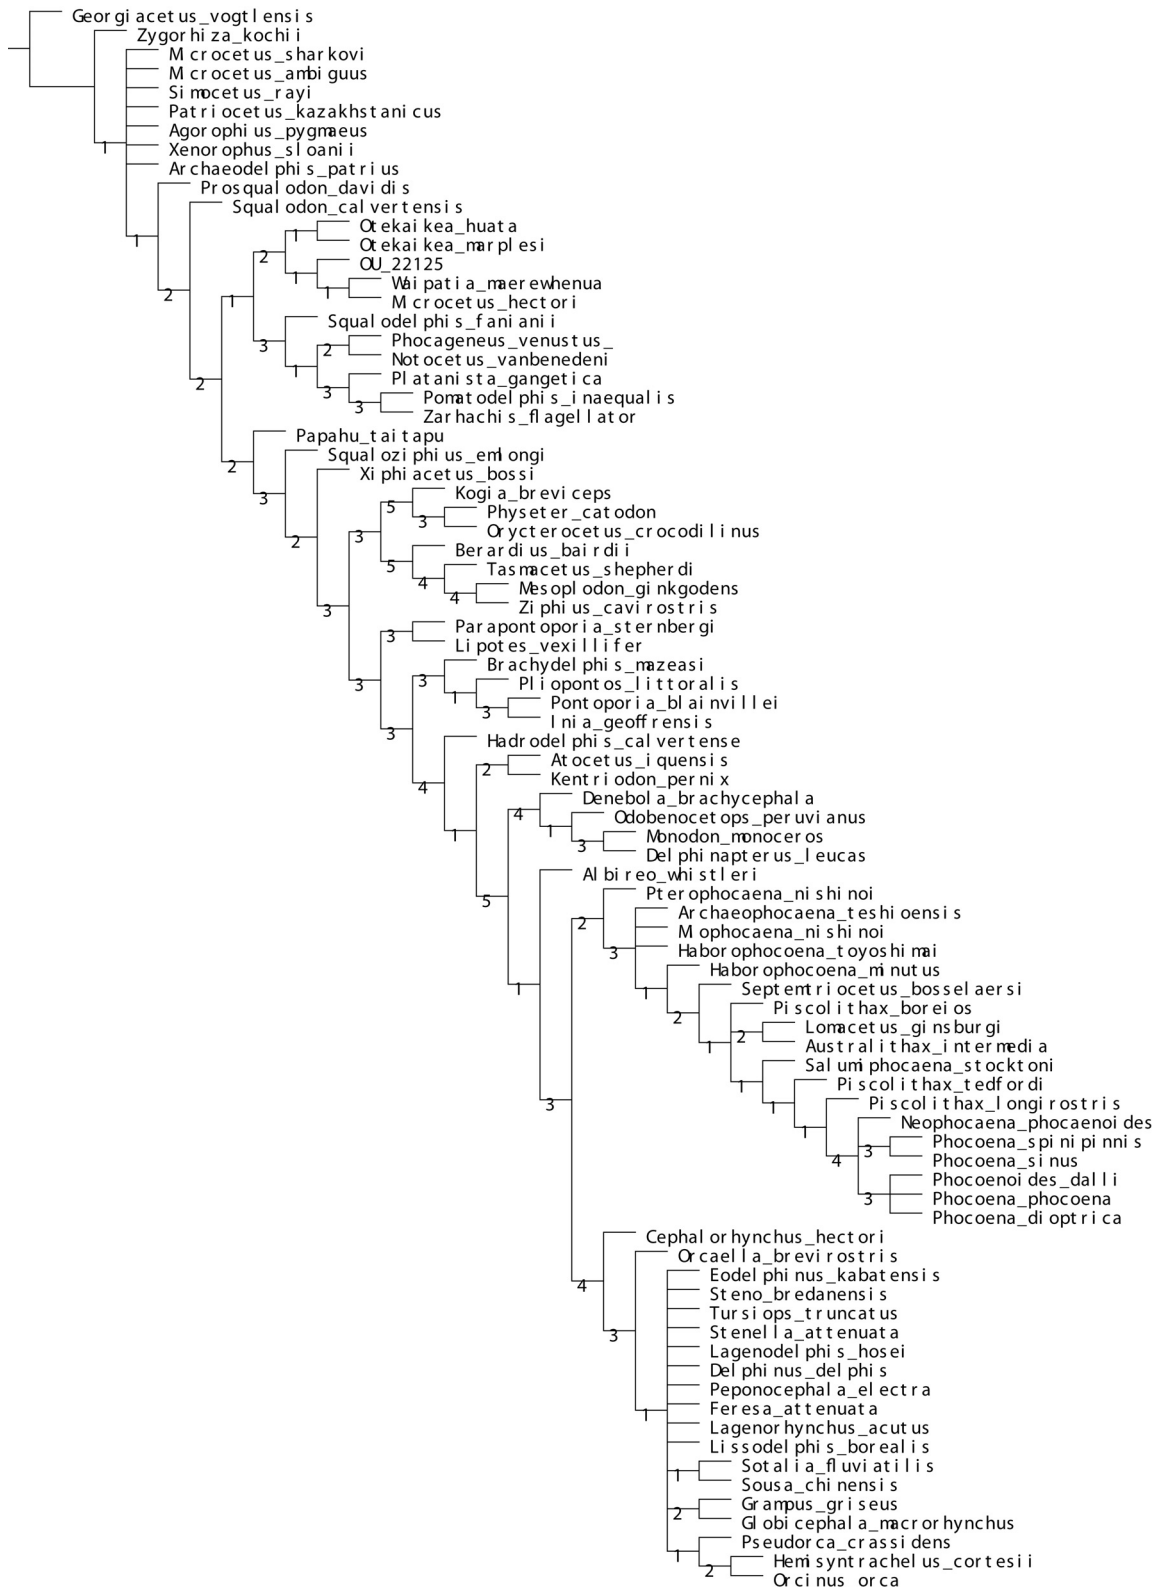 Georgiacetus_vogtlensis
Zygorhiza_kochii
Microcetus_sharkovi
Microcetus_ambiguus
Simocetus_rayi
Patriocetus_kazakhstanicus
Agorophius_pygmaeus
1
Xenorophus_sloanii
Archaeodelphis_patrius
Prosqualodon_davidis
Squalodon_calvertensis
Otekaikea_huata
1
1
Otekaikea_marplesi
2
OU_22125
1
Waipatia_maerewhenua
2
1
1
Microcetus_hectori
Squalodelphis_fanianii
Phocageneus_venustus_
3
2
Notocetus_vanbenedeni
1
Platanista_gangetica
2
3
Pomatodelphis_inaequalis
3
Zarhachis_flagellator
Papahu_taitapu
Squaloziphius_emlongi
2
Xiphiacetus_bossi
3
Kogia_breviceps
5
Physeter_catodon
3
Orycterocetus_crocodilinus
2
3
Berardius_bairdii
5
Tasmacetus_shepherdi
4
Mesoplodon_ginkgodens
4
Ziphius_cavirostris
3
Parapontoporia_sternbergi
3
Lipotes_vexillifer
Brachydelphis_mazeasi
3
3
Pliopontos_littoralis
1
Pontoporia_blainvillei
3
Inia_geoffrensis
3
Hadrodelphis_calvertense
Atocetus_iquensis
2
Kentriodon_pernix
4
Denebola_brachycephala
4
Odobenocetops_peruvianus
1
1
Monodon_monoceros
3
Delphinapterus_leucas
Albireo_whistleri
5
Pterophocaena_nishinoi
Archaeophocaena_teshioensis
2
Miophocaena_nishinoi
3
Haborophocoena_toyoshimai
Haborophocoena_minutus
1
1
Septemtriocetus_bosselaersi
Piscolithax_boreios
2
Lomacetus_ginsburgi
2
1
Australithax_intermedia
Salumiphocaena_stocktoni
1
Piscolithax_tedfordi
3
1
Piscolithax_longirostris
Neophocaena_phocaenoides
1
Phocoena_spinipinnis
3
4
Phocoena_sinus
Phocoenoides_dalli
3
Phocoena_phocoena
Phocoena_dioptrica
Cephalorhynchus_hectori
Orcaella_brevirostris
4
Eodelphinus_kabatensis
Steno_bredanensis
Tursiops_truncatus
3
Stenella_attenuata
Lagenodelphis_hosei
Delphinus_delphis
Peponocephala_electra
1
Feresa_attenuata
Lagenorhynchus_acutus
Lissodelphis_borealis
Sotalia_fluviatilis
1
Sousa_chinensis
Grampus_griseus
2
Globicephala_macrorhynchus
Pseudorca_crassidens
1
Hemisyntrachelus_cortesii
2
Orcinus_orca